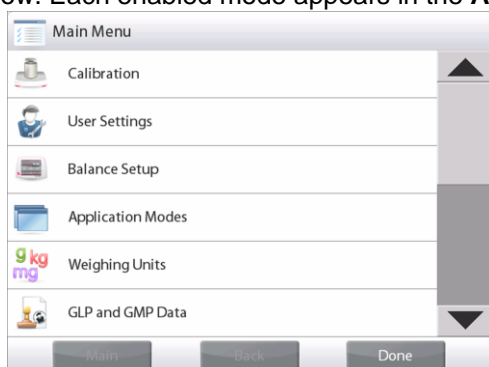 ow. Each enabled mode appears in the A
Main Menu
Calibration
User Settings
Balance Setup
Application Modes
g kg
mg
Weighing Units
GLP and GMP Data
Main
Back
Done